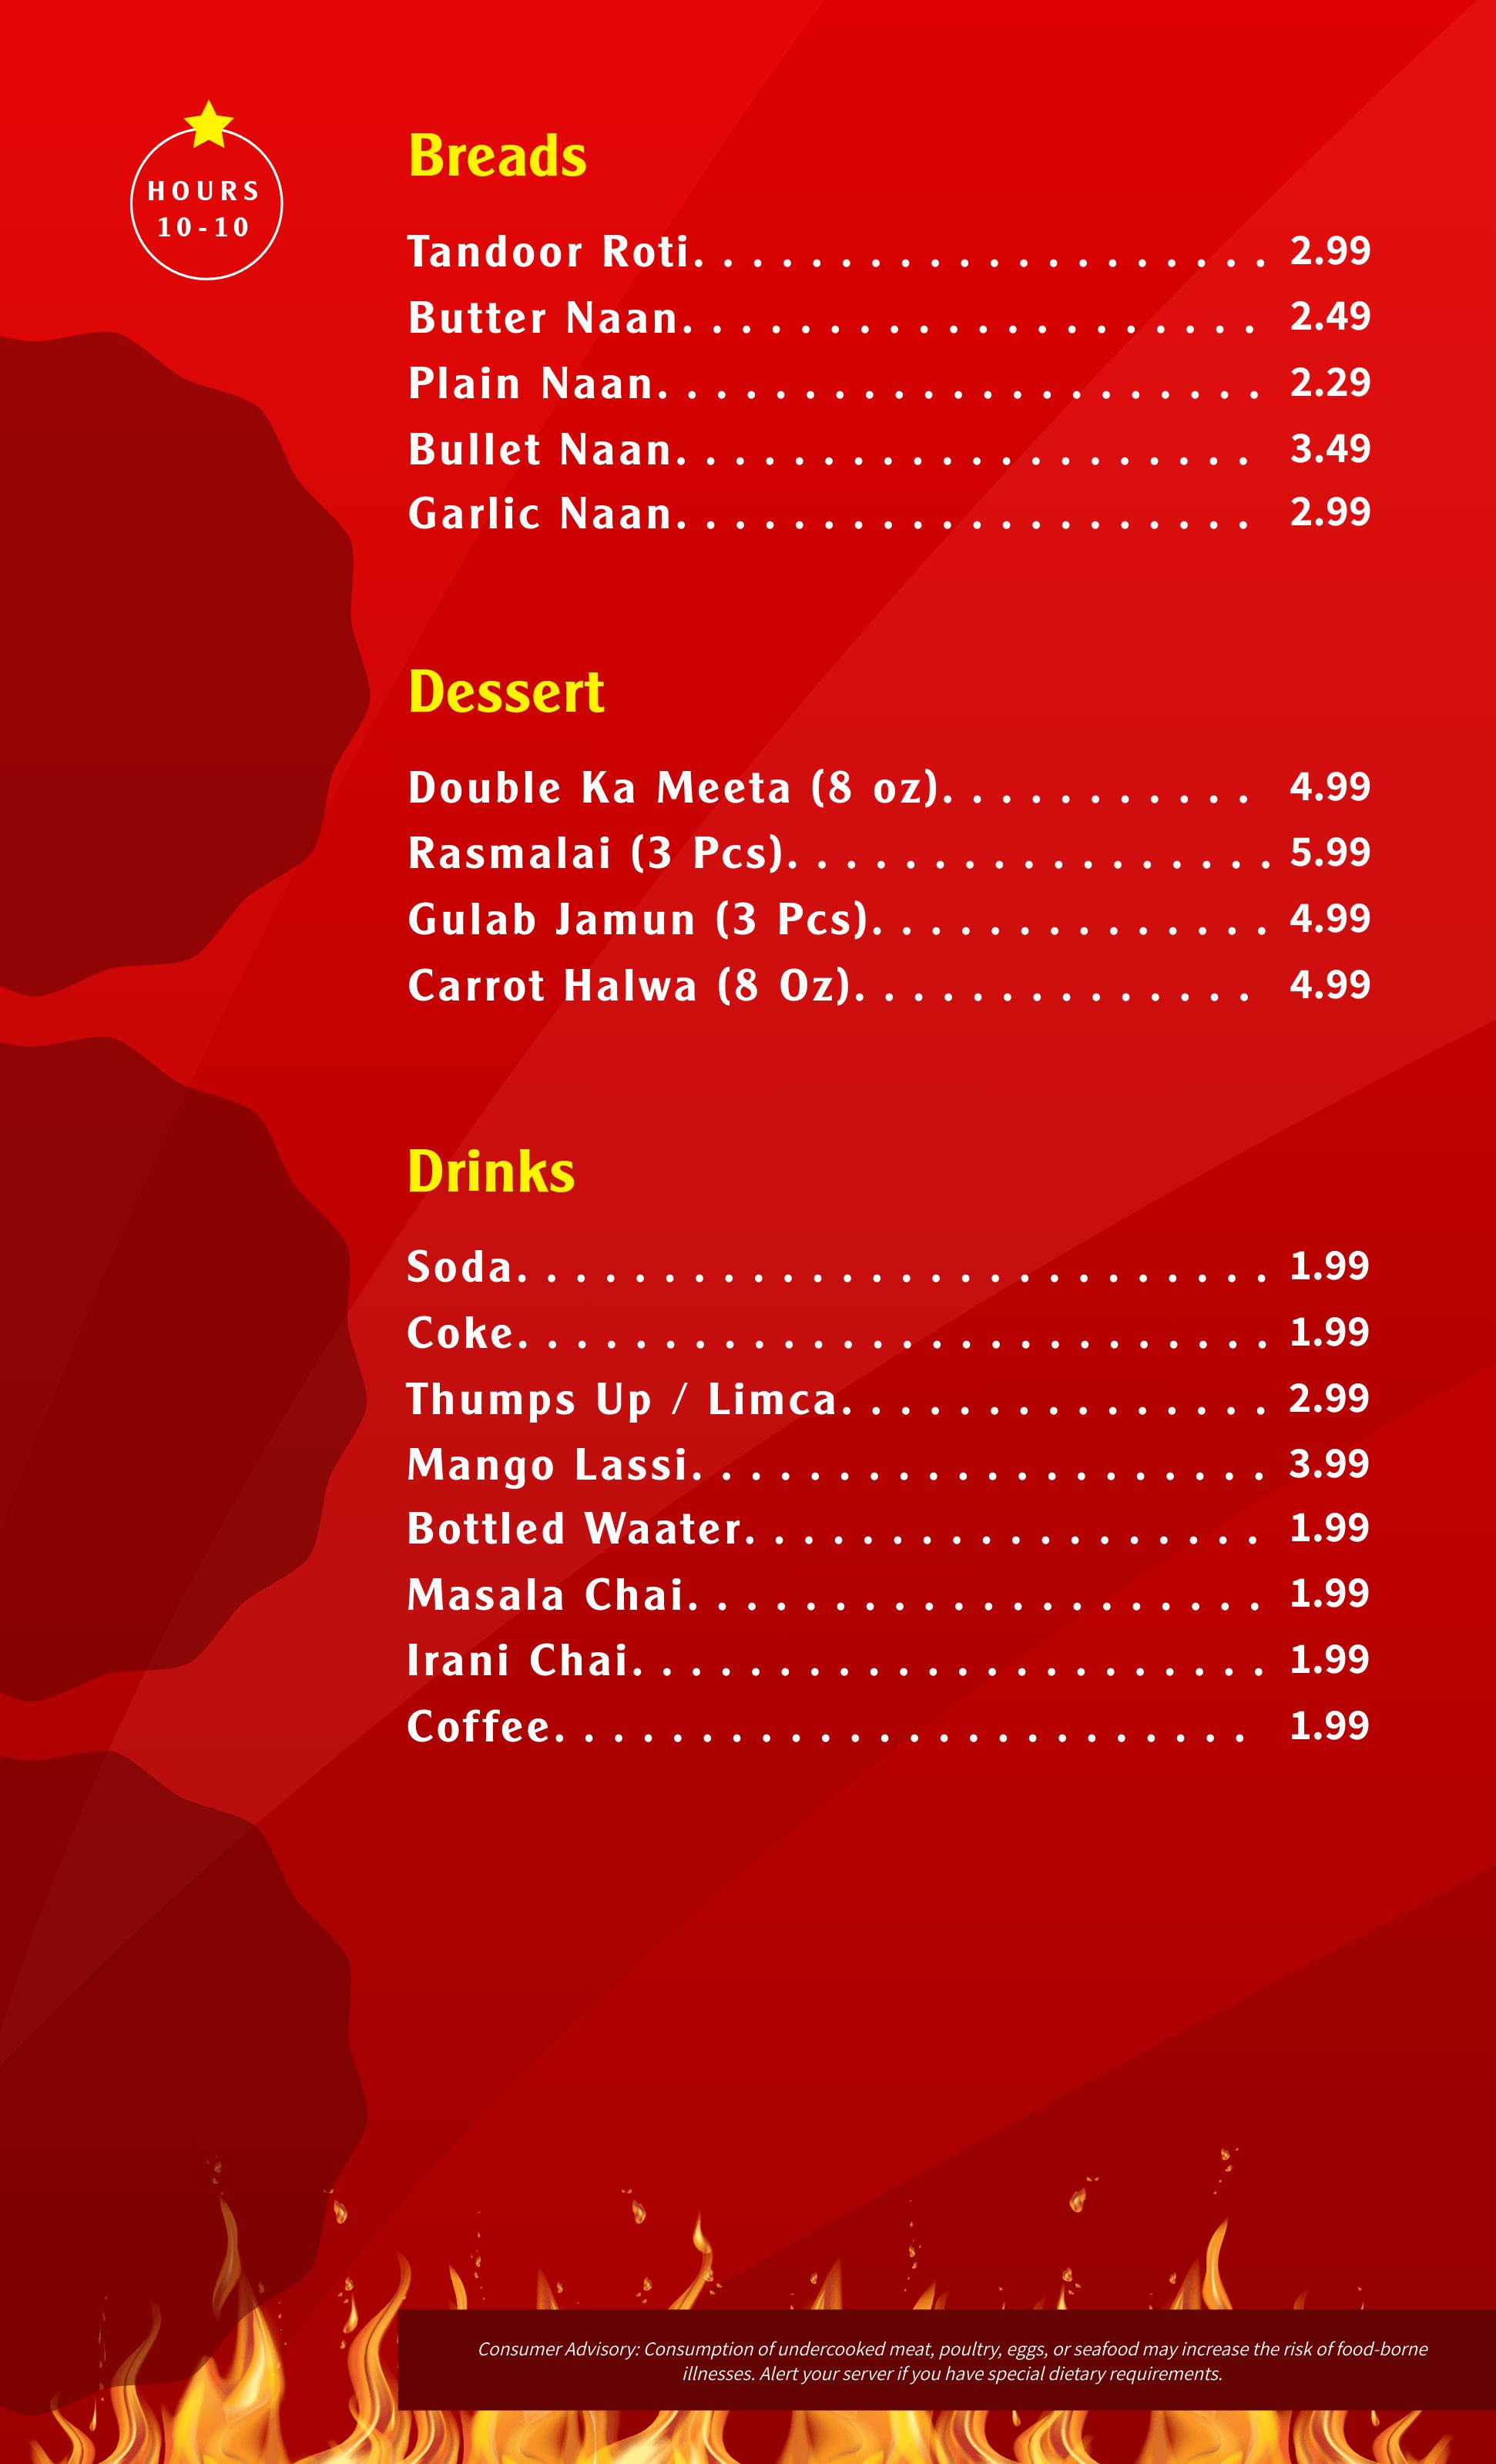 HOURS
10-10
Breads
Tandoor Roti. . . . . . . . . . . . . . . . . . . . 2.99
Butter Naan. . . . . . . . . . . . . . . . . . . . 2.49
Plain Naan. . . . . . . . . . . . . . . . . . . . . 2.29
Bullet Naan. . . . . . . . . . . . . . . . . . . . 3.49
Garlic Naan. . . . . . . . . . . . . . . . . . . . 2.99
Dessert
Double Ka Meeta (8 oz). . . . . . . . . . . 4.99
Rasmalai (3 Pcs). . . . . . . . . . . . . . . . . 5.99
Gulab Jamun (3 Pcs). . . . . . . . . . . . . . 4.99
Carrot Halwa (8 Oz). . . . . . . . . . . . . . 4.99
Drinks
Soda. . . . . . . . . . . . . . . . . . . . . . . . . . 1.99
Coke. . . . . . . . . . . . . . . . . . . . . . . . . . 1.99
Thumps Up / Limca. . . . . . . . . . . . . . . 2.99
Mango Lassi. . . . . . . . . . . . . . . . . . . . 3.99
Bottled Waater. . . . . . . . . . . . . . . . . . 1.99
Masala Chai. . . . . . . . . . . . . . . . . . . . 1.99
Irani Chai. . . . . . . . . . . . . . . . . . . . . . 1.99
Coffee. . . . . . . . . . . . . . . . . . . . . . . . 1.99
Consumer Advisory: Consumption of undercooked meat, poultry, eggs, or seafood may increase the risk of food-borne
illnesses. Alert your server if you have special dietary requirements.